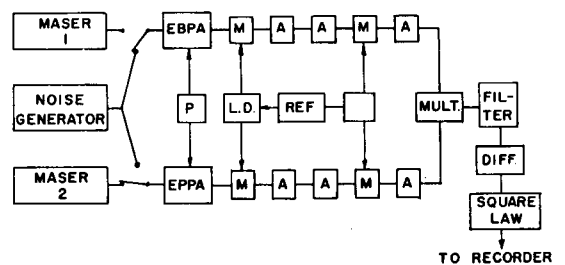 MASER 1
EBPA
M
A
A
M
A
NOISE GENERATOR
P
L.D.
REF
MULT.
FIL-
TER
MASER 2
EPPA
M
A
A
M
A
DIFF.
SQUARE
LAW
TO RECORDER